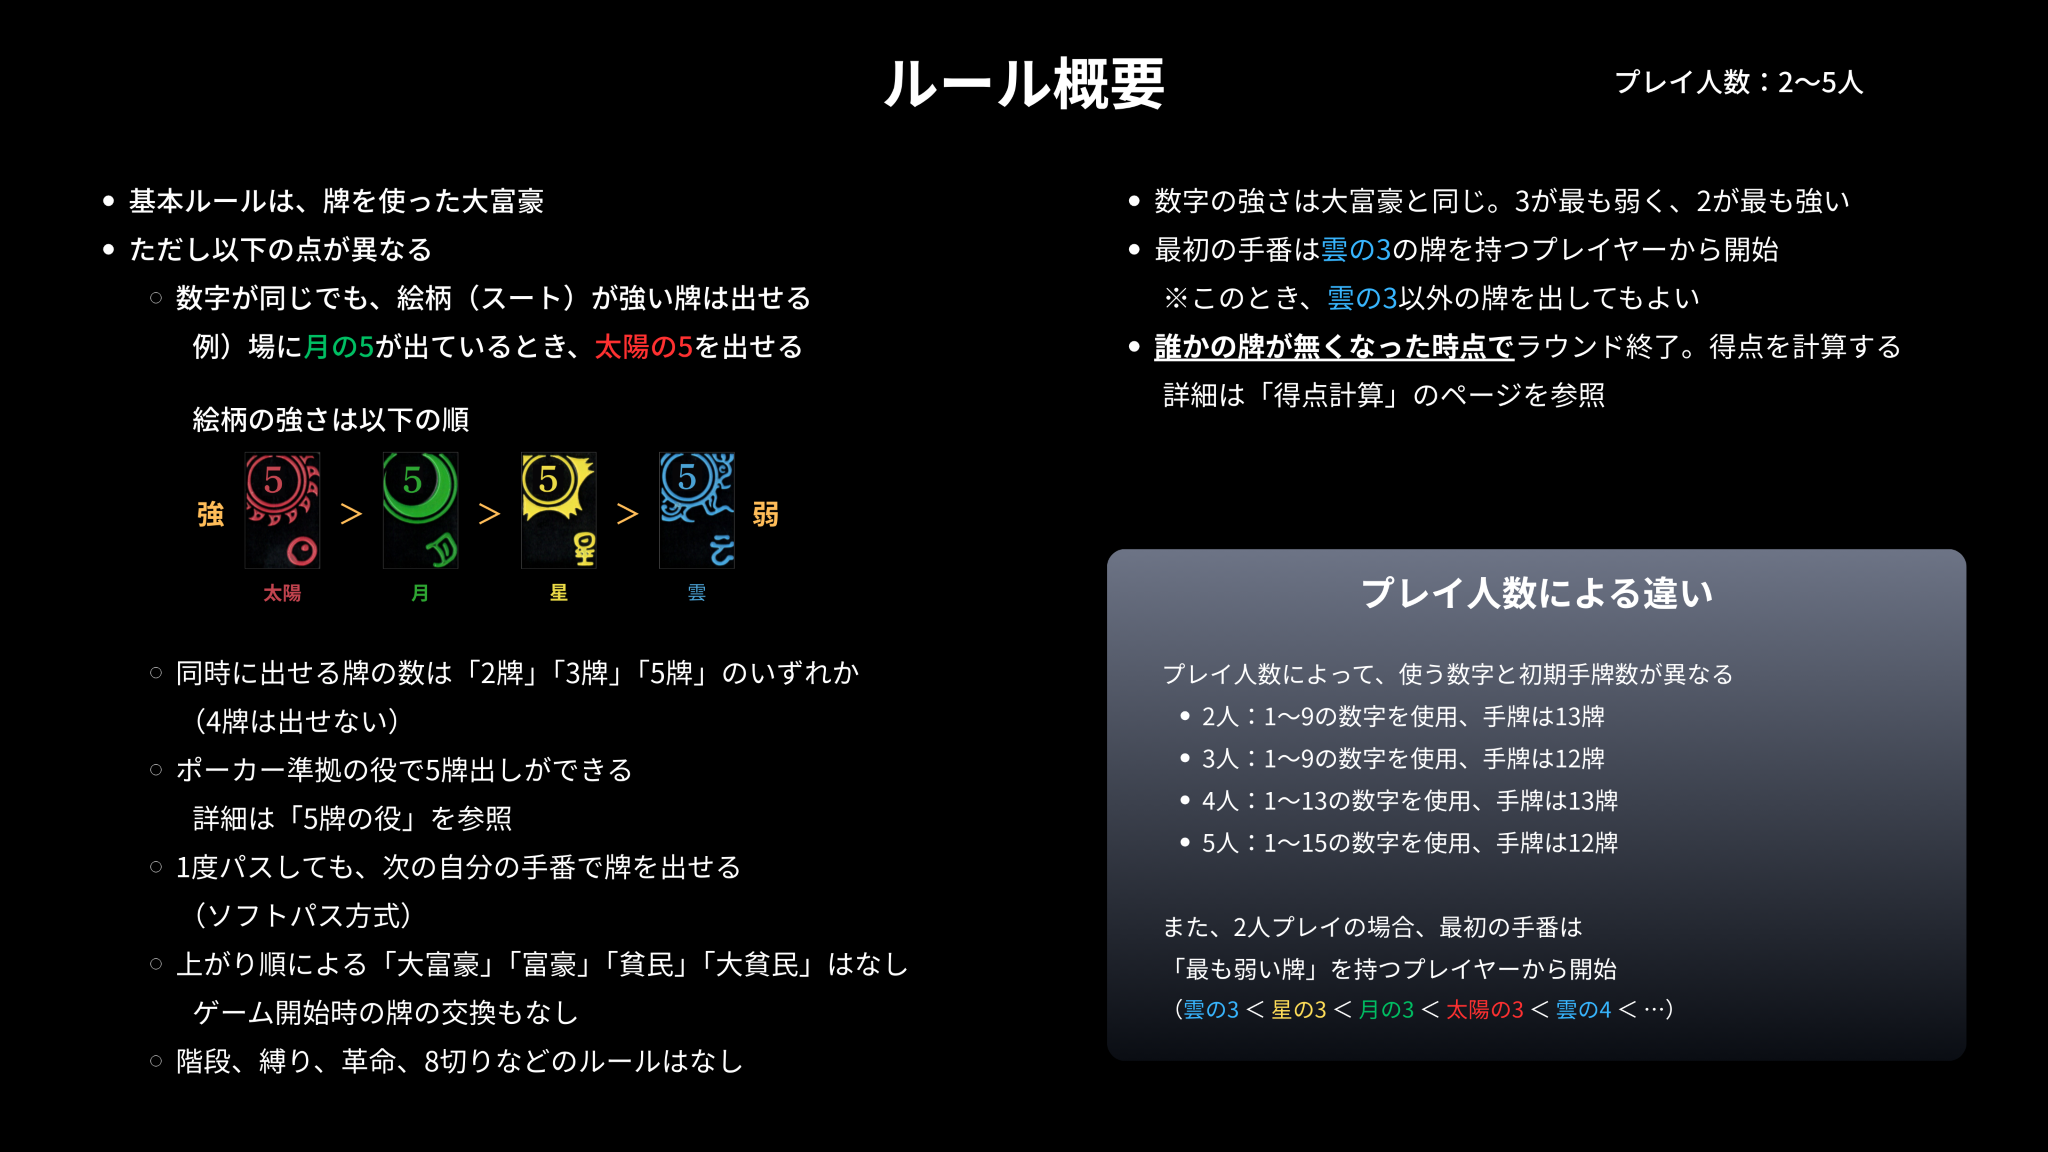 ルール概要
プレイ人数：2〜5人
基本ルールは、牌を使った大富豪
ただし以下の点が異なる
数字が同じでも、絵柄（スート）が強い牌は出せる
例）場に月の5が出ているとき、太陽の5を出せる
絵柄の強さは以下の順
強 5 > 5 > 5 > 5 弱
太陽 月 星 雲
同時に出せる牌の数は「2牌」「3牌」「5牌」のいずれか
（4牌は出せない）
ポーカー準拠の役で5牌出しができる
詳細は「5牌の役」を参照
1度パスしても、次の自分の手番で牌を出せる
（ソフトパス方式）
上がり順による「大富豪」「富豪」「貧民」「大貧民」はなし
ゲーム開始時の牌の交換もなし
階段、縛り、革命、8切りなどのルールはなし
数字の強さは大富豪と同じ。3が最も弱く、2が最も強い
最初の手番は雲の3の牌を持つプレイヤーから開始
※このとき、雲の3以外の牌を出してもよい
誰かの牌が無くなった時点でラウンド終了。得点を計算する
詳細は「得点計算」のページを参照
プレイ人数による違い
プレイ人数によって、使う数字と初期手牌数が異なる
2人：1〜9の数字を使用、手牌は13牌
3人：1〜9の数字を使用、手牌は12牌
4人：1〜13の数字を使用、手牌は13牌
5人：1〜15の数字を使用、手牌は12牌
また、2人プレイの場合、最初の手番は
「最も弱い牌」を持つプレイヤーから開始
（雲の3 < 星の3 < 月の3 < 太陽の3 < 雲の4 < …）